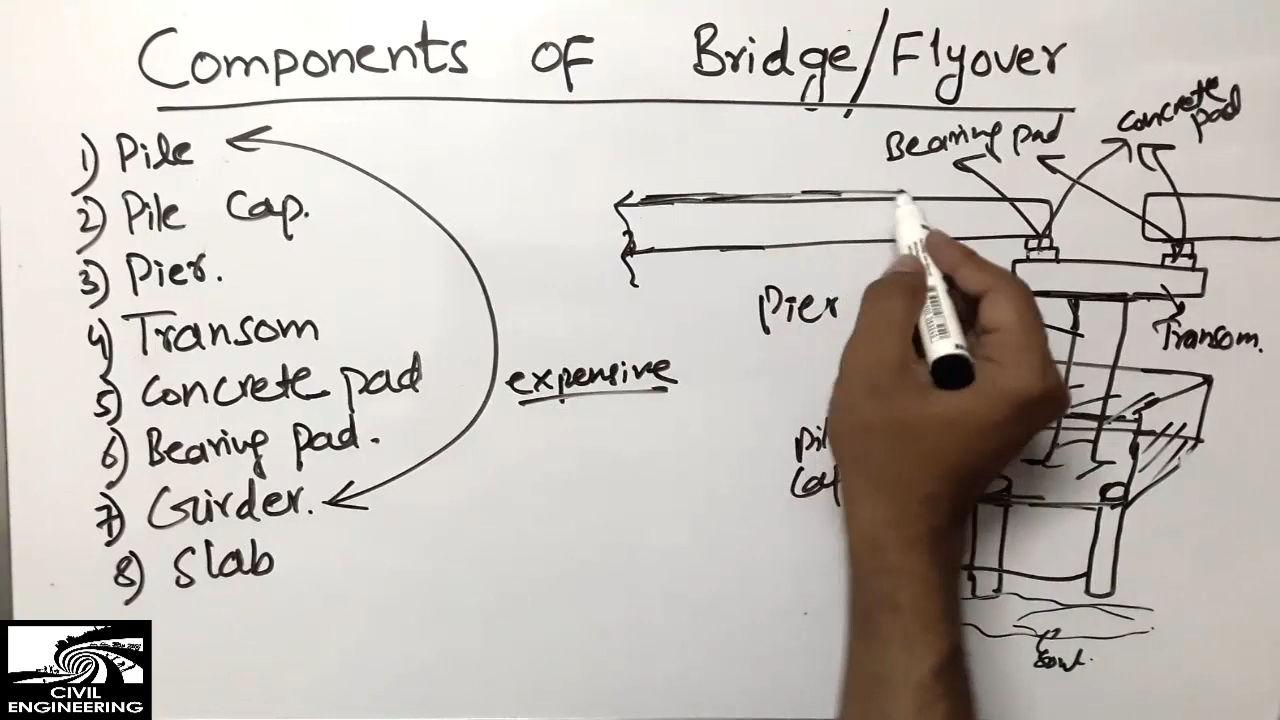 Components of Bridge/Flyover
1) Pile
2) Pile Cap.
3) Pier.
4) Transom
5) Concrete pad
6) Bearing pad.
7) Girder.
8) Slab
expensive
Bearing pad
Concrete
pad
Pier
Transom.
CIVIL
ENGINEERING